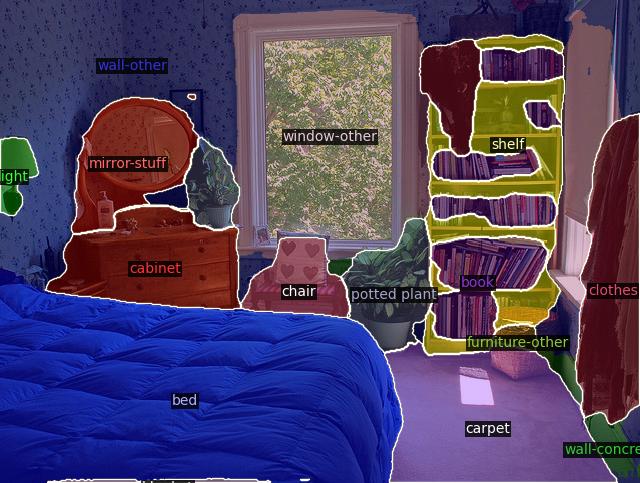 wall-other
window-other
shelf
mirror-stuff
light
cabinet
chair
potted plant
book
clothes
furniture-other
bed
carpet
wall-concre